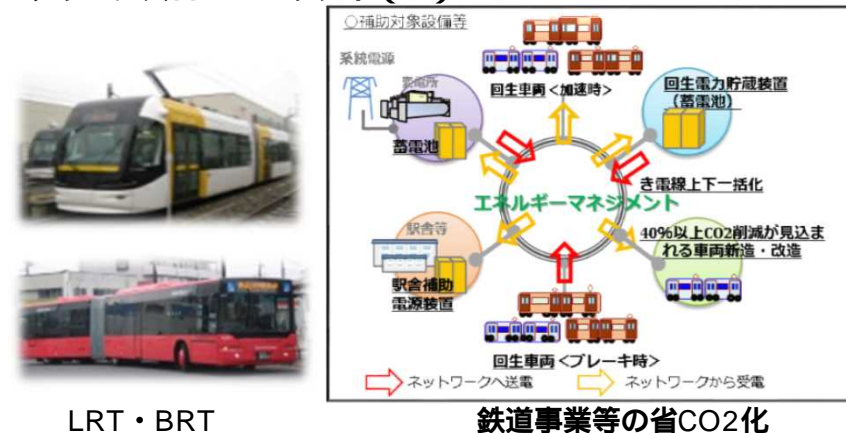 ○補助対象設備等
系統電源
変電所
蓄電池
回生車両<加速時>
回生電力貯蔵装置
(蓄電池)
き電線上下一括化
エネルギーマネジメント
40%以上CO2削減が見込ま
れる車両新造・改造
駅舎等
駅舎補助
電源装置
回生車両<ブレーキ時>
ネットワークへ送電
ネットワークから受電
LRT・BRT
鉄道事業等の省CO2化